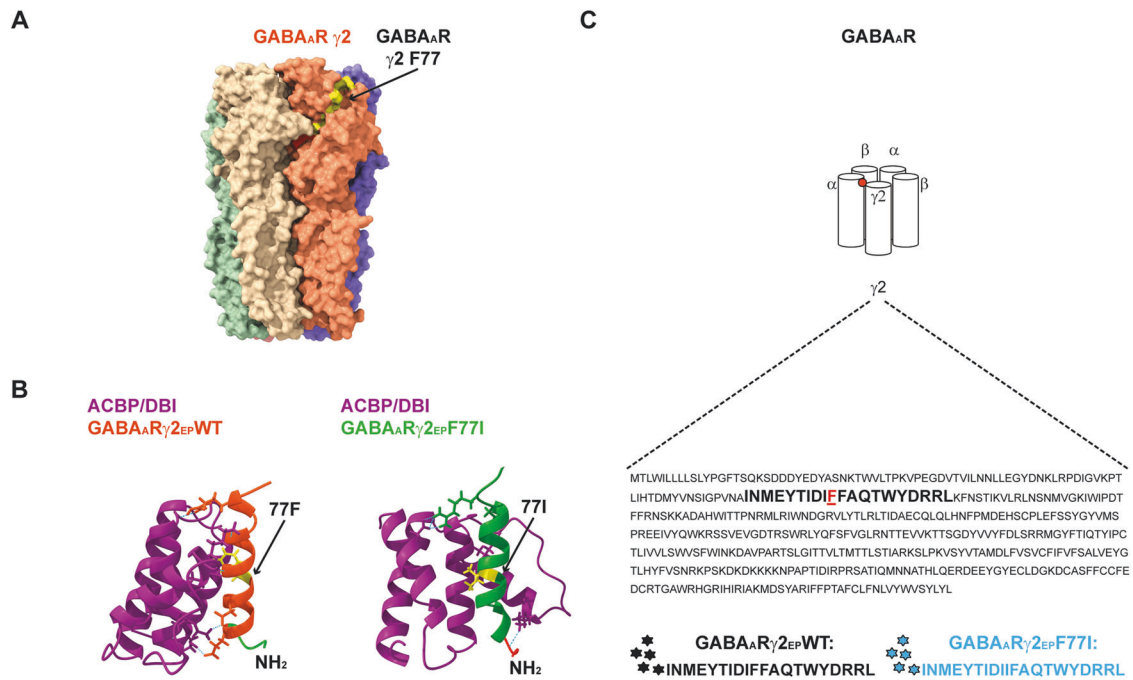 A
GABAAR γ2
GABAAR
γ2 F77
B
ACBP/DBI
GABAARγ2EPWT
77F
NH2
ACBP/DBI
GABAARγ2EPF77I
77I
NH2
C
GABAAR
β α
α β
γ2
γ2
MTLWILLLLSLYPGFTSQKSDDDYEDYASNKTWVLTPKVPEGDVTVILNNLLEGYDNKLRPDIGVKPT
LIHTDMYVNSIGPVNAINMEYTIDIFFAQTWYDRRLKFNSTIKVLRLNSNMVGKIWIPDT
FFRNSKKADAHWITTPNRMLRIWNDGRVLYTLRLTIDAECQLQLHNFPMDEHSCPLEFSSYGYVMS
PREEIVYQWKRSSVEVGDTRSWRLYQFSFVGLRNTTEVVKTTSGDYVVYFDLSRRMGYFTIQTYIPC
TLIVVLSWVSFWINKDAVPARTSLGITTVLTMTTLSTIARKSLPKVSYVTAMDLFVSVCFIFVFSALVEYG
TLHYFVSNRKPSKDKDKKKKNPAPTIDIRPRSATIQMNNATHLQERDEEYGYECLDGKDCASFFCCFE
DCRTGAWRHGRIHIRIAKMDSYARIFFPTAFCLFNLVYWVSYLYL
GABAARγ2EPWT:
INMEYTIDIFFAQTWYDRRL
GABAARγ2EPF77I:
INMEYTIDIIFAQTWYDRRL